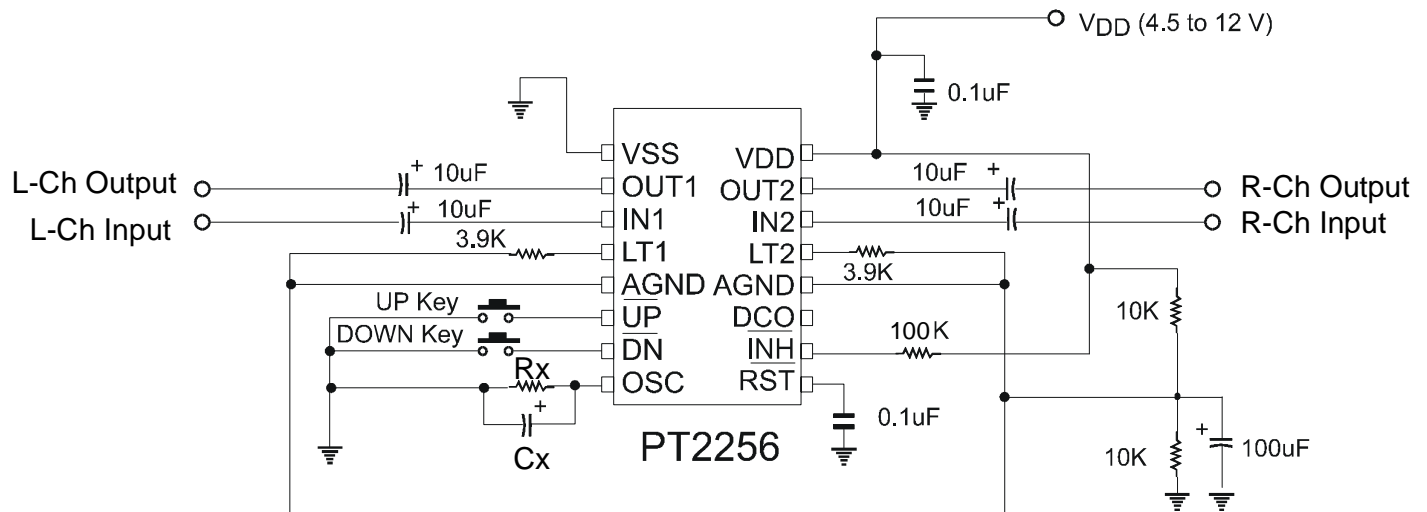 VDD (4.5 to 12 V)
0.1uF
VSS
VDD
L-Ch Output
+
10uF
OUT1
OUT2
10uF
+
R-Ch Output
L-Ch Input
+
10uF
IN1
IN2
10uF
+
R-Ch Input
3.9K
LT1
LT2
3.9K
AGND
AGND
10K
UP Key
UP
DCO
DOWN Key
DN
INH
100K
Rx
OSC
RST
+
Cx
0.1uF
PT2256
10K
+
100uF